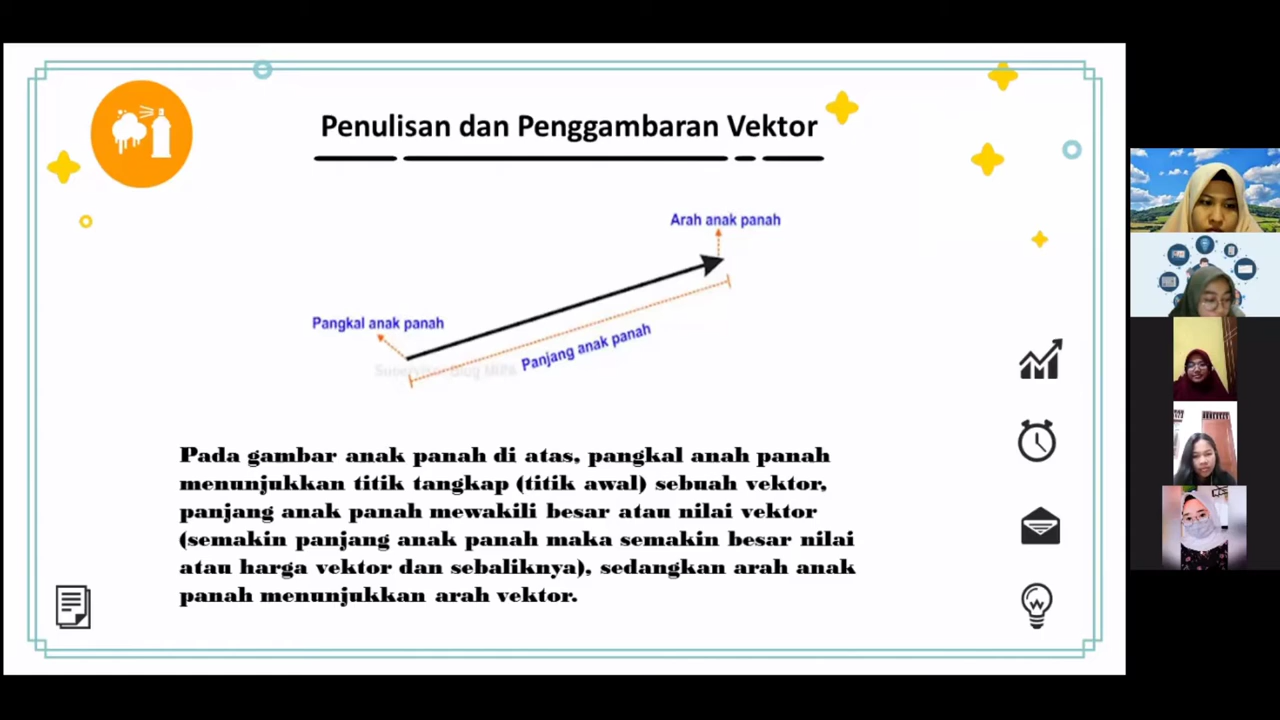 Penulisan dan Penggambaran Vektor
Arah anak panah
Pangkal anak panah
Panjang anak panah
Supervisor Blog MIPA
Pada gambar anak panah di atas, pangkal anah panah
menunjukkan titik tangkap (titik awal) sebuah vektor,
panjang anak panah mewakili besar atau nilai vektor
(semakin panjang anak panah maka semakin besar nilai
atau harga vektor dan sebaliknya), sedangkan arah anak
panah menunjukkan arah vektor.